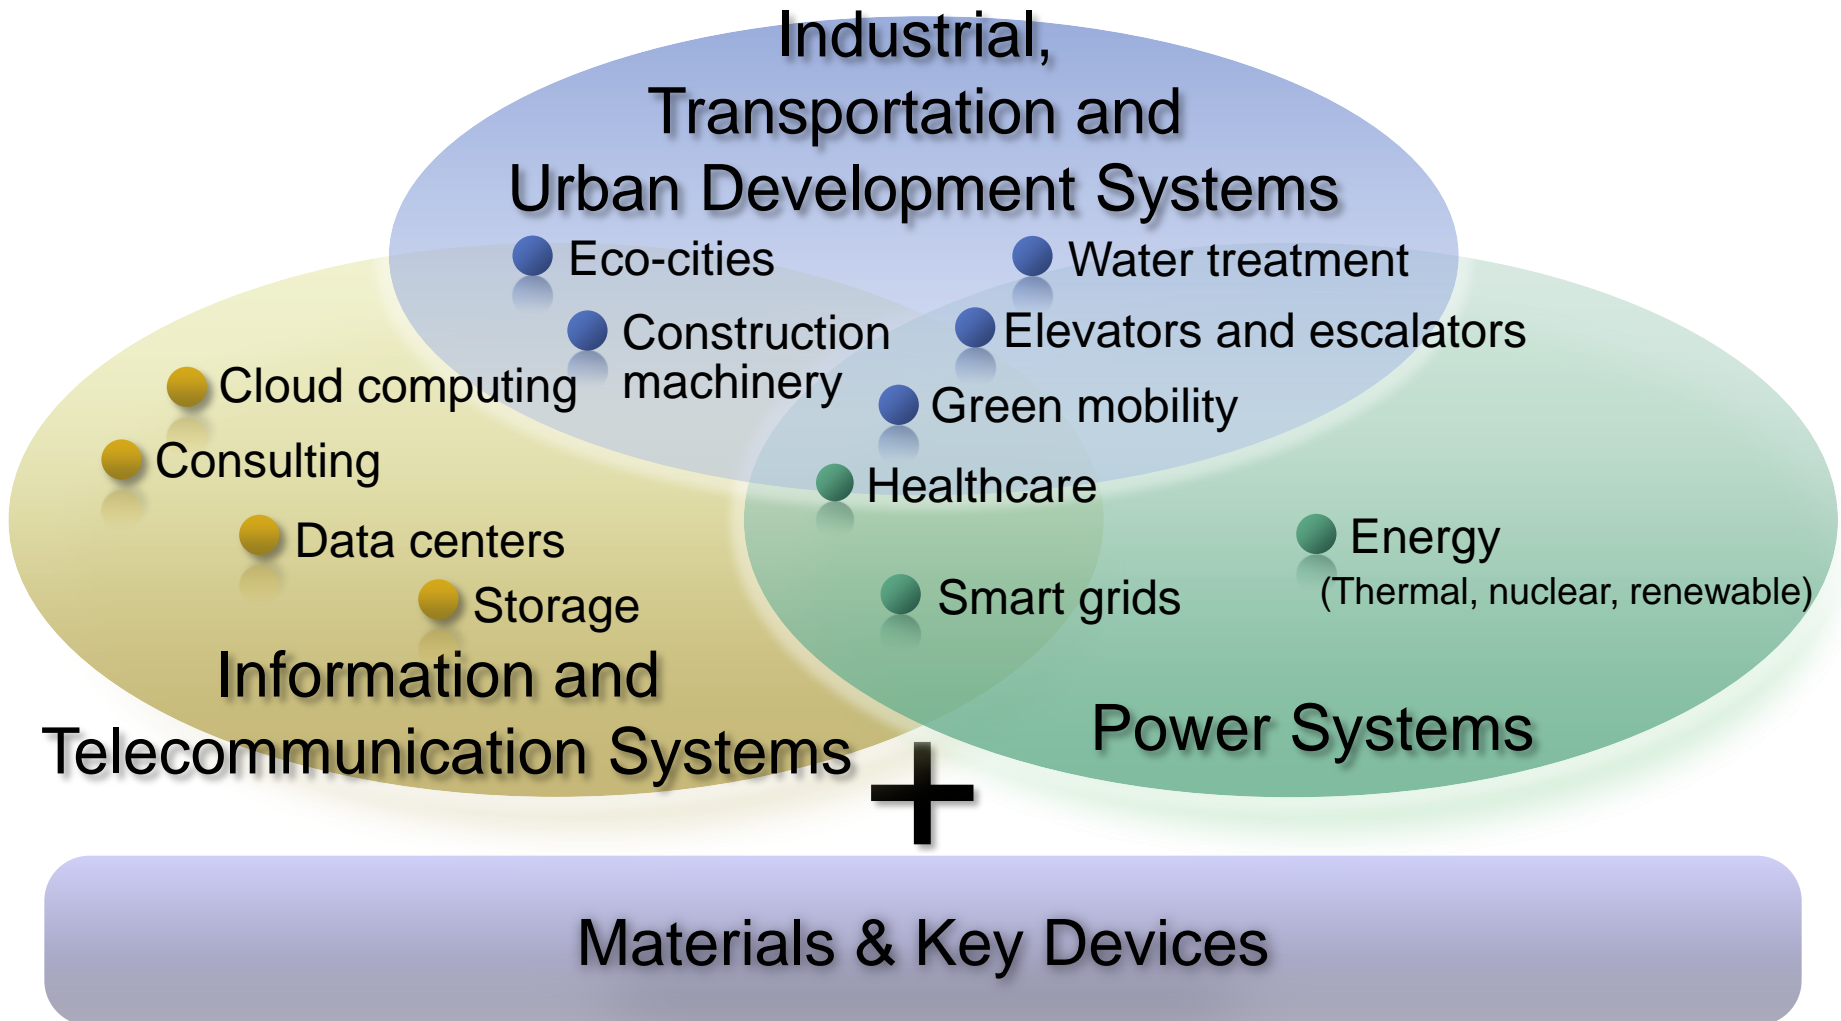 Industrial,
Transportation and
Urban Development Systems
Eco-cities
Water treatment
Construction
machinery
Elevators and escalators
Green mobility
Cloud computing
Consulting
Data centers
Storage
Healthcare
Smart grids
Energy
(Thermal, nuclear, renewable)
Information and
Telecommunication Systems
Power Systems
+
Materials & Key Devices